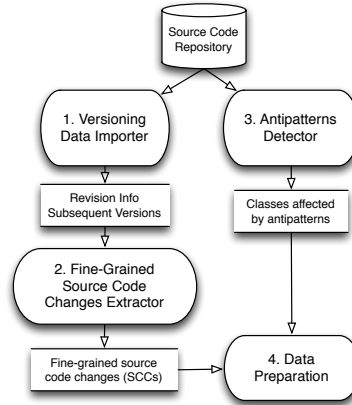 Source Code
Repository
1. Versioning
Data Importer
3. Antipatterns
Detector
Revision Info
Subsequent Versions
Classes affected
by antipatterns
2. Fine-Grained
Source Code
Changes Extractor
Fine-grained source
code changes (SCCs)
4. Data
Preparation